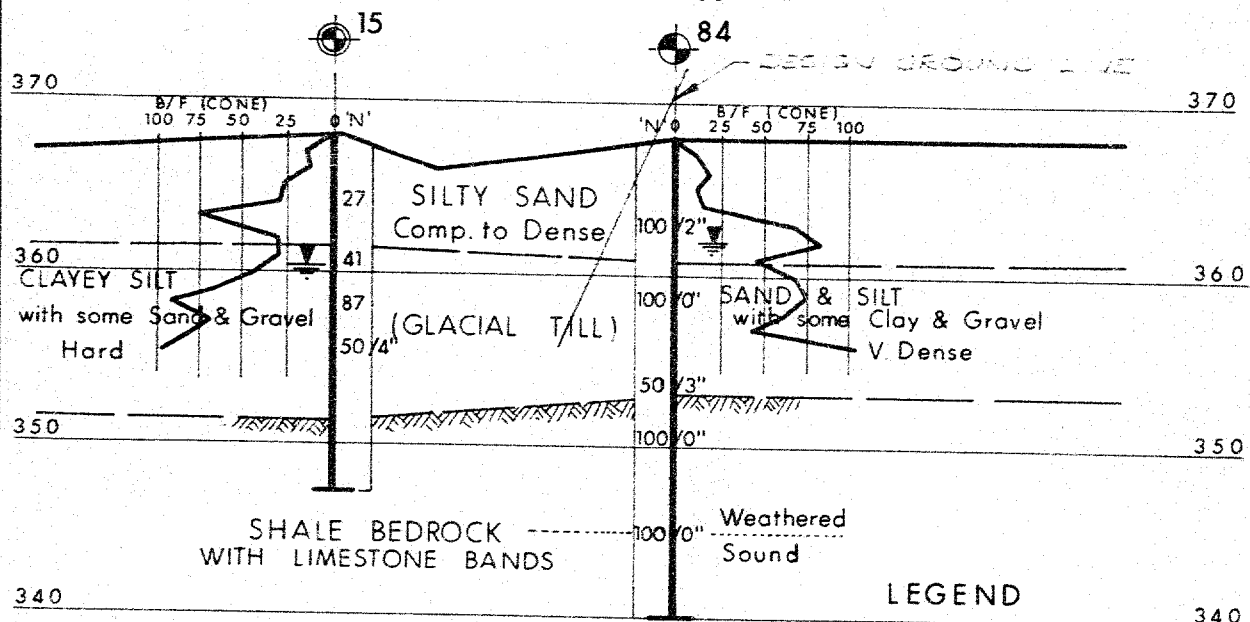 15
84
DESIGN GROUND LINE
370
370
B/F (CONE)
100 75 50 25 0 'N'
B/F (CONE)
'N' 0 25 50 75 100
27
SILTY SAND
Comp. to Dense
100/2"
360
41
360
CLAYEY SILT
with some Sand & Gravel
Hard
87
(GLACIAL TILL)
50/4"
100/0"
SAND & SILT
with some Clay & Gravel
V. Dense
50/3"
350
100/0"
350
SHALE BEDROCK
WITH LIMESTONE BANDS
100/0"
Weathered
Sound
LEGEND
340
340